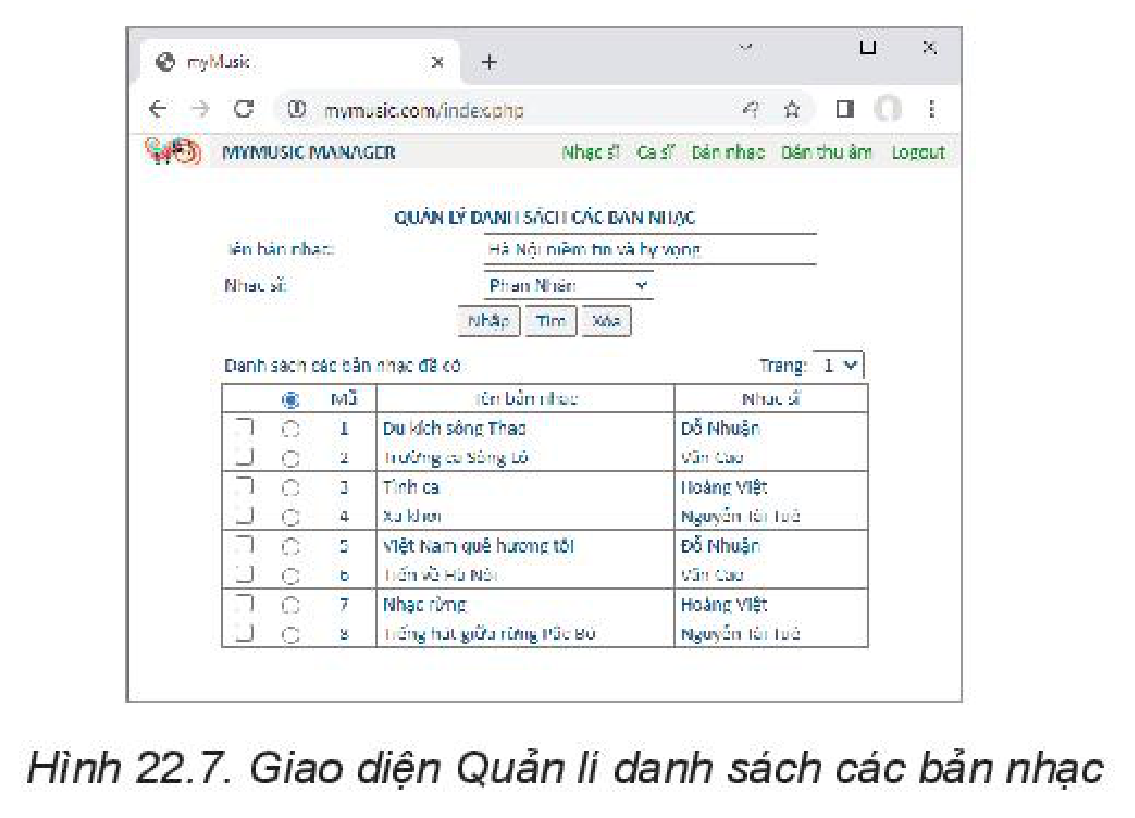 myMusic
mymusic.com/index.php
MYMUSIC MANAGER
Nhạc sĩ Ca sĩ Bản nhạc Bản thu âm Logout
QUẢN LÝ DANH SÁCH CÁC BẢN NHẠC
Tên bản nhạc: Hà Nội niềm tin và hy vọng
Nhạc sĩ: Phan Nhân
Nhập Tìm Xóa
Danh sách các bản nhạc đã có Trang: 1
Mã Tên bản nhạc Nhạc sĩ
1 Du kích sông Thao Đỗ Nhuận
2 Trường ca Sông Lô Văn Cao
3 Tình ca Hoàng Việt
4 Xa khơi Nguyễn Tài Tuệ
5 Việt Nam quê hương tôi Đỗ Nhuận
6 Tiến về Hà Nội Văn Cao
7 Nhạc rừng Hoàng Việt
8 Tiếng hát giữa rừng Pắc Bó Nguyễn Tài Tuệ
Hình 22.7. Giao diện Quản lí danh sách các bản nhạc